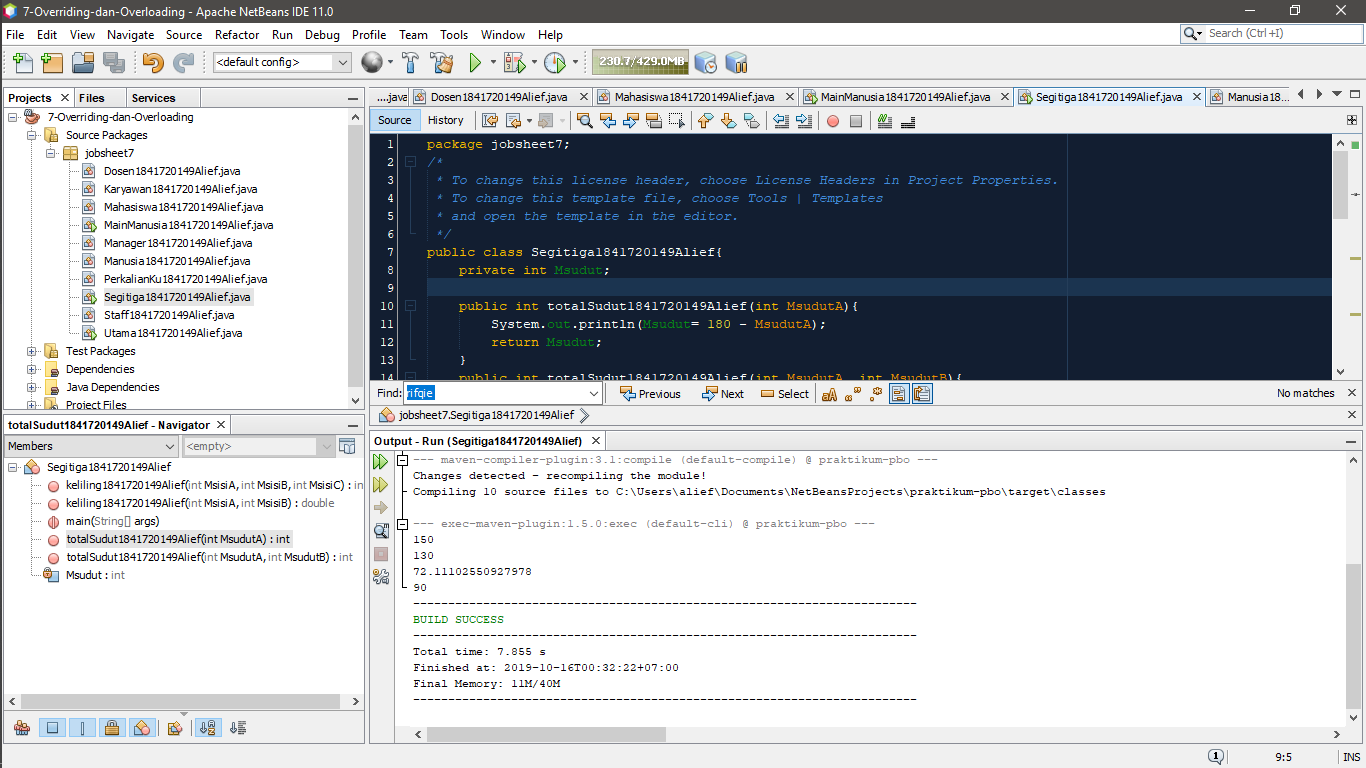 7-Overriding-dan-Overloading - Apache NetBeans IDE 11.0
File Edit View Navigate Source Refactor Run Debug Profile Team Tools Window Help
Search (Ctrl+I)
<default config>
230.7/429.0MB
Projects Files Services
7-Overriding-dan-Overloading
Source Packages
jobsheet7
Dosen1841720149Alief.java
Karyawan1841720149Alief.java
Mahasiswa1841720149Alief.java
MainManusia1841720149Alief.java
Manager1841720149Alief.java
Manusia1841720149Alief.java
PerkalianKu1841720149Alief.java
Segitiga1841720149Alief.java
Staff1841720149Alief.java
Utama1841720149Alief.java
Test Packages
Dependencies
Java Dependencies
Project Files
totalSudut1841720149Alief - Navigator
Members
<empty>
Segitiga1841720149Alief
keliling1841720149Alief(int MsisiA, int MsisiB, int MsisiC) : in
keliling1841720149Alief(int MsisiA, int MsisiB) : double
main(String[] args)
totalSudut1841720149Alief(int MsudutA) : int
totalSudut1841720149Alief(int MsudutA, int MsudutB) : int
Msudut : int
....java Dosen1841720149Alief.java Mahasiswa1841720149Alief.java MainManusia1841720149Alief.java Segitiga1841720149Alief.java Manusia18...
Source History
1 package jobsheet7;
2 /*
3 * To change this license header, choose License Headers in Project Properties.
4 * To change this template file, choose Tools | Templates
5 * and open the template in the editor.
6 */
7 public class Segitiga1841720149Alief{
8 private int Msudut;
9
10 public int totalSudut1841720149Alief(int MsudutA){
11 System.out.println(Msudut= 180 - MsudutA);
12 return Msudut;
13 }
14 public int totalSudut1841720149Alief(int MsudutA, int MsudutB){
Find: rifqie Previous Next Select No matches
jobsheet7.Segitiga1841720149Alief
Output - Run (Segitiga1841720149Alief)
--- maven-compiler-plugin:3.1:compile (default-compile) @ praktikum-pbo ---
Changes detected - recompiling the module!
Compiling 10 source files to C:\Users\alief\Documents\NetBeansProjects\praktikum-pbo\target\classes
--- exec-maven-plugin:1.5.0:exec (default-cli) @ praktikum-pbo ---
150
130
72.11102550927978
90
------------------------------------------------------------------------
BUILD SUCCESS
------------------------------------------------------------------------
Total time: 7.855 s
Finished at: 2019-10-16T00:32:22+07:00
Final Memory: 11M/40M
------------------------------------------------------------------------
1
9:5
INS